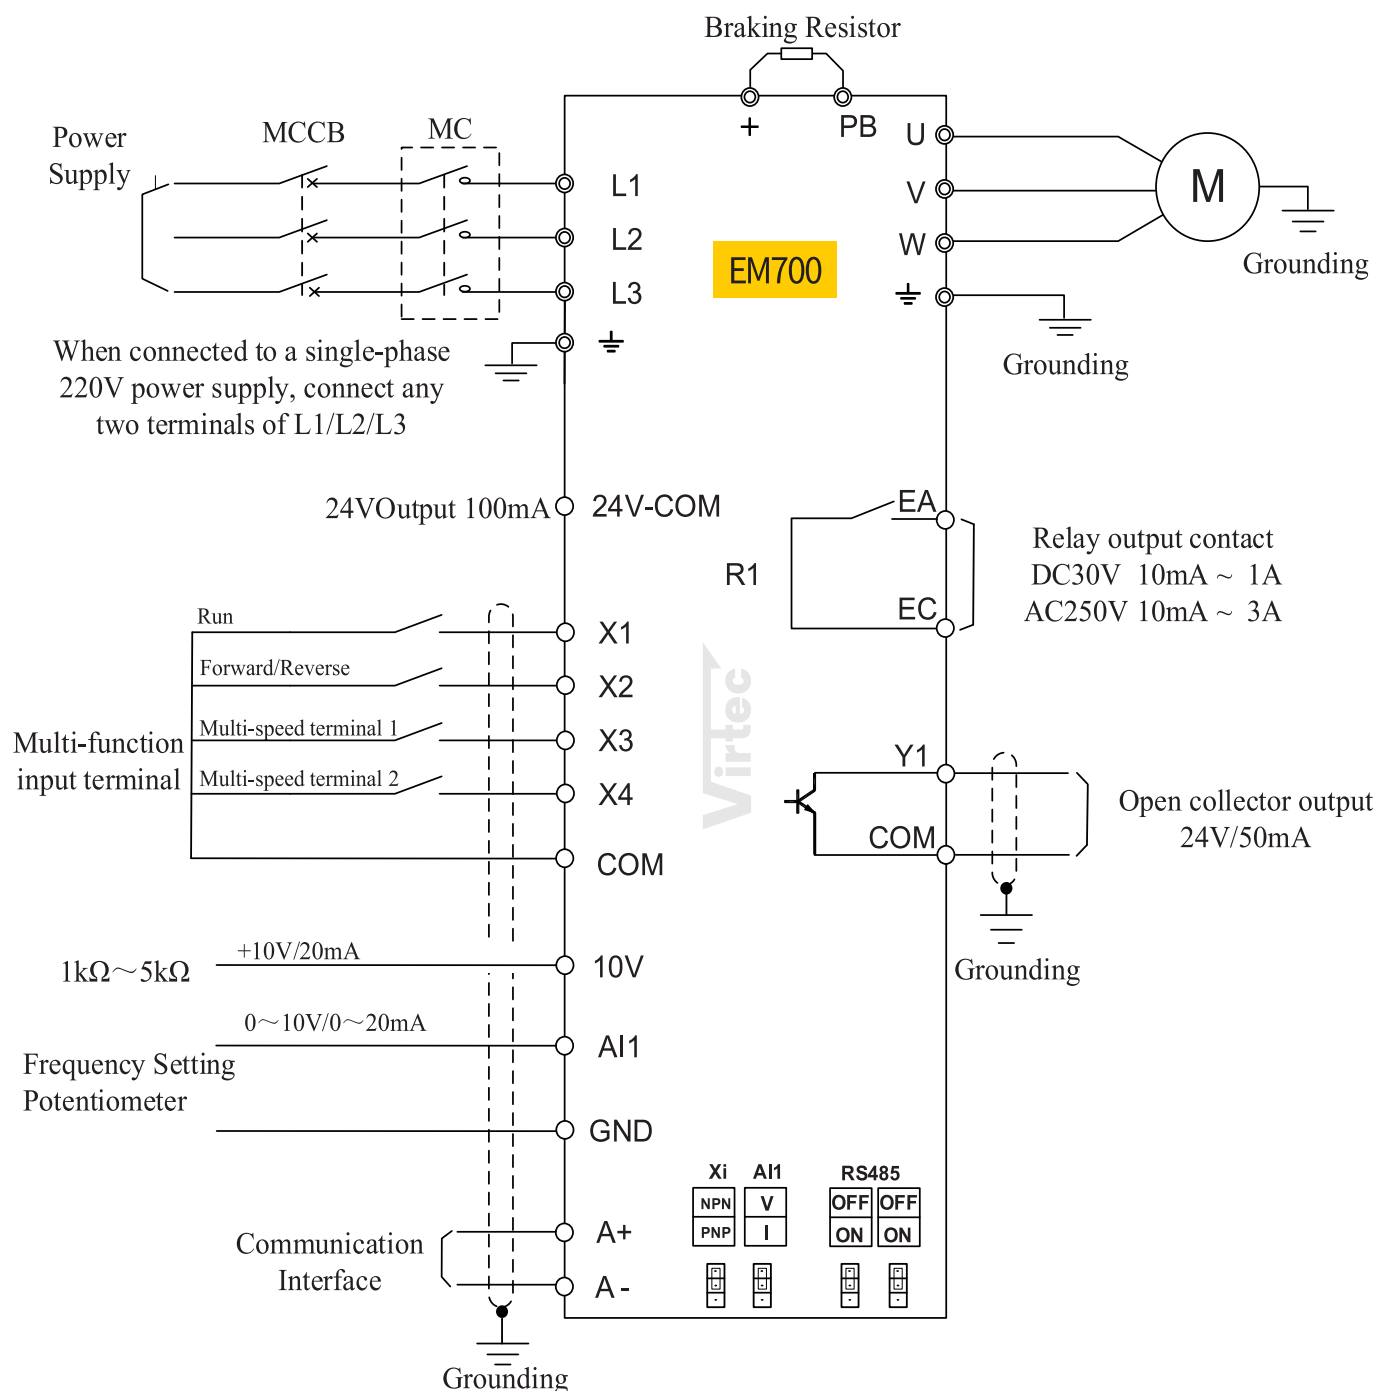 Braking Resistor
+
PB
Power
Supply
MCCB
MC
L1
L2
L3
U
V
W
M
EM700
Grounding
Grounding
When connected to a single-phase
220V power supply, connect any
two terminals of L1/L2/L3
24VOutput 100mA
24V-COM
EA
R1
EC
Relay output contact
DC30V 10mA ~ 1A
AC250V 10mA ~ 3A
Run
X1
Forward/Reverse
X2
Multi-function
input terminal
Multi-speed terminal 1
X3
Multi-speed terminal 2
X4
COM
Virtec
Y1
COM
Open collector output
24V/50mA
Grounding
1kΩ～5kΩ
+10V/20mA
10V
0～10V/0～20mA
AI1
Frequency Setting
Potentiometer
GND
Xi
AI1
RS485
NPN
V
OFF
OFF
PNP
I
ON
ON
Communication
Interface
A+
A -
Grounding